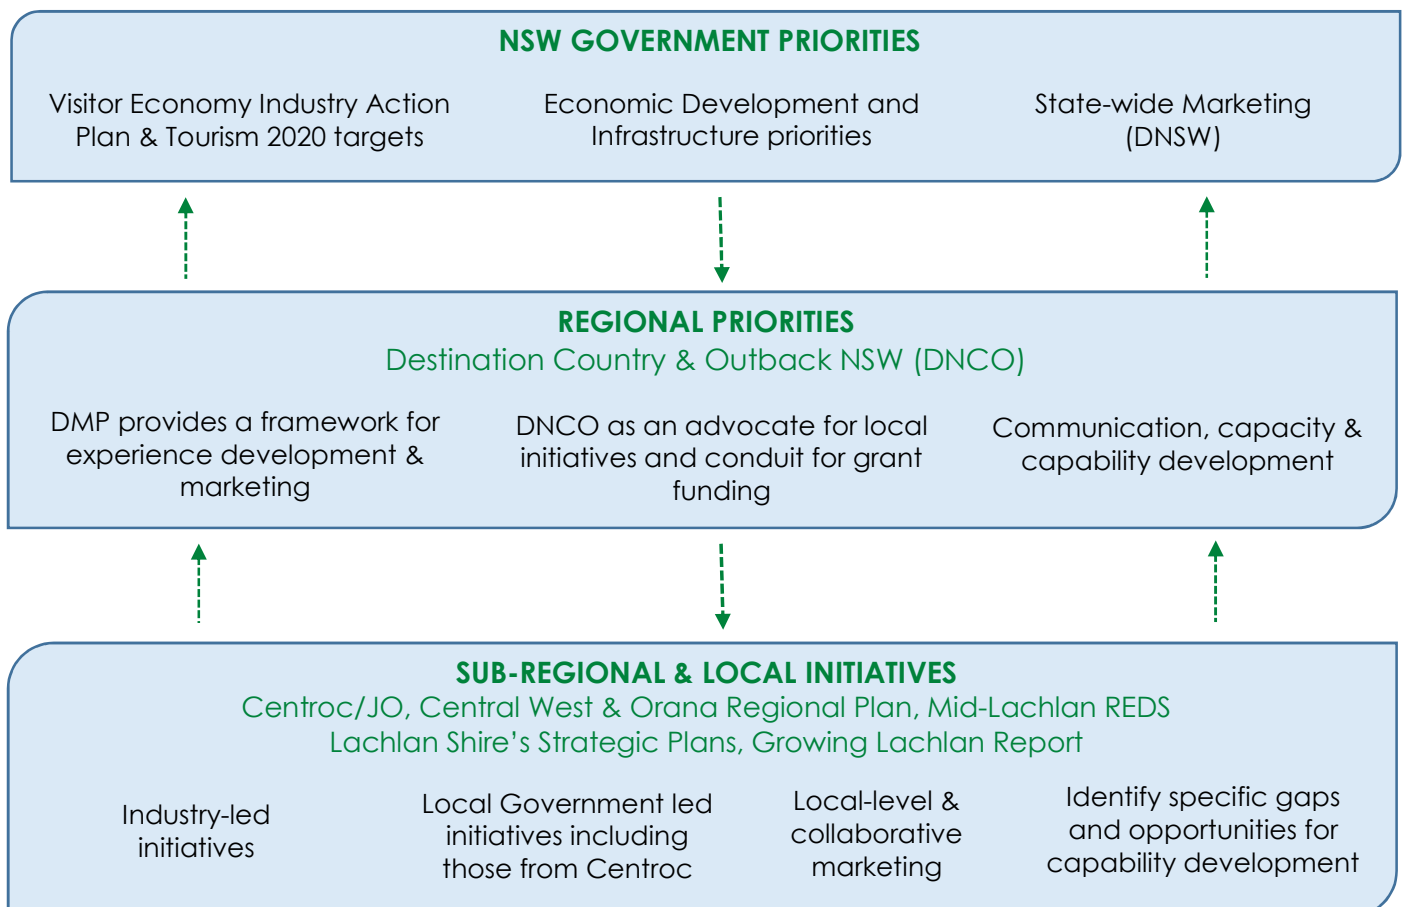 NSW GOVERNMENT PRIORITIES
Visitor Economy Industry Action
Plan & Tourism 2020 targets
Economic Development and
Infrastructure priorities
State-wide Marketing
(DNSW)
REGIONAL PRIORITIES
Destination Country & Outback NSW (DNCO)
DMP provides a framework for
experience development &
marketing
DNCO as an advocate for local
initiatives and conduit for grant
funding
Communication, capacity &
capability development
SUB-REGIONAL & LOCAL INITIATIVES
Centroc/JO, Central West & Orana Regional Plan, Mid-Lachlan REDS
Lachlan Shire’s Strategic Plans, Growing Lachlan Report
Industry-led
initiatives
Local Government led
initiatives including
those from Centroc
Local-level &
collaborative
marketing
Identify specific gaps
and opportunities for
capability development